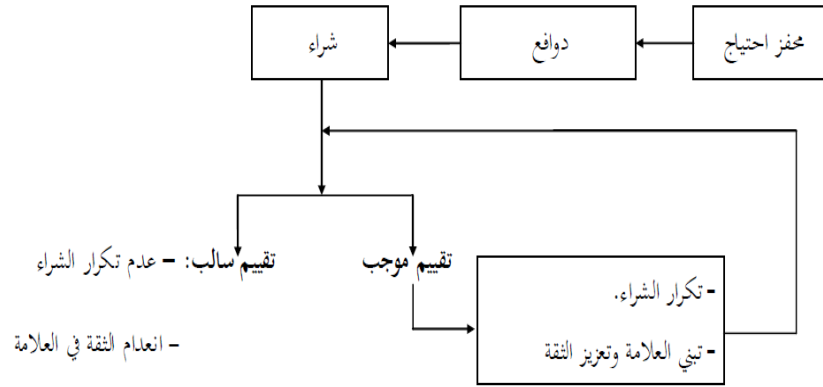 محفز احتياج
دوافع
شراء
تقييم موجب
تقييم سالب: – عدم تكرار الشراء
– انعدام الثقة في العلامة
- تكرار الشراء.
- تبني العلامة وتعزيز الثقة